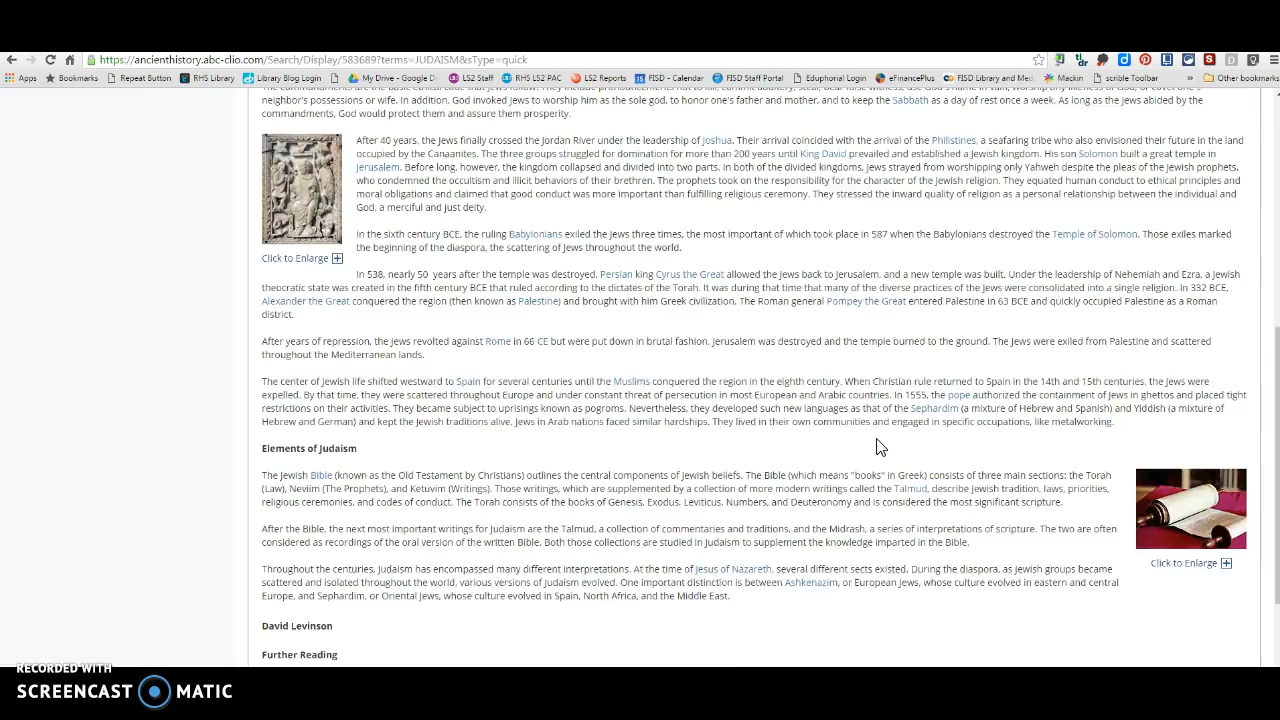 https://ancienthistory.abc-clio.com/Search/Display/583689?terms=JUDAISM&sType=quick
Apps Bookmarks Repeat Button RHS Library Library Blog Login My Drive - Google D LS2 Staff RHS LS2 PAC LS2 Reports FISD - Calendar FISD Staff Portal Eduphorial Login eFinancePlus FISD Library and Med Mackin scrible Toolbar » Other bookmarks
neighbor's possessions or wife. In addition, God invoked Jews to worship him as the sole god, to honor one's father and mother, and to keep the Sabbath as a day of rest once a week. As long as the Jews abided by the
commandments, God would protect them and assure them prosperity.
After 40 years, the Jews finally crossed the Jordan River under the leadership of Joshua. Their arrival coincided with the arrival of the Philistines, a seafaring tribe who also envisioned their future in the land
occupied by the Canaanites. The three groups struggled for domination for more than 200 years until King David prevailed and established a Jewish kingdom. His son Solomon built a great temple in
Jerusalem. Before long, however, the kingdom collapsed and divided into two parts. In both of the divided kingdoms, Jews strayed from worshipping only Yahweh despite the pleas of the Jewish prophets,
who condemned the occultism and illicit behaviors of their brethren. The prophets took on the responsibility for the character of the Jewish religion. They equated human conduct to ethical principles and
moral obligations and claimed that good conduct was more important than fulfilling religious ceremony. They stressed the inward quality of religion as a personal relationship between the individual and
God, a merciful and just deity.
In the sixth century BCE, the ruling Babylonians exiled the Jews three times, the most important of which took place in 587 when the Babylonians destroyed the Temple of Solomon. Those exiles marked
the beginning of the diaspora, the scattering of Jews throughout the world.
Click to Enlarge
In 538, nearly 50 years after the temple was destroyed, Persian king Cyrus the Great allowed the Jews back to Jerusalem, and a new temple was built. Under the leadership of Nehemiah and Ezra, a Jewish
theocratic state was created in the fifth century BCE that ruled according to the dictates of the Torah. It was during that time that many of the diverse practices of the Jews were consolidated into a single religion. In 332 BCE,
Alexander the Great conquered the region (then known as Palestine) and brought with him Greek civilization. The Roman general Pompey the Great entered Palestine in 63 BCE and quickly occupied Palestine as a Roman
district.
After years of repression, the Jews revolted against Rome in 66 CE but were put down in brutal fashion. Jerusalem was destroyed and the temple burned to the ground. The Jews were exiled from Palestine and scattered
throughout the Mediterranean lands.
The center of Jewish life shifted westward to Spain for several centuries until the Muslims conquered the region in the eighth century. When Christian rule returned to Spain in the 14th and 15th centuries, the Jews were
expelled. By that time, they were scattered throughout Europe and under constant threat of persecution in most European and Arabic countries. In 1555, the pope authorized the containment of Jews in ghettos and placed tight
restrictions on their activities. They became subject to uprisings known as pogroms. Nevertheless, they developed such new languages as that of the Sephardim (a mixture of Hebrew and Spanish) and Yiddish (a mixture of
Hebrew and German) and kept the Jewish traditions alive. Jews in Arab nations faced similar hardships. They lived in their own communities and engaged in specific occupations, like metalworking.
Elements of Judaism
The Jewish Bible (known as the Old Testament by Christians) outlines the central components of Jewish beliefs. The Bible (which means "books" in Greek) consists of three main sections: the Torah
(Law), Neviim (The Prophets), and Ketuvim (Writings). Those writings, which are supplemented by a collection of more modern writings called the Talmud, describe Jewish tradition, laws, priorities,
religious ceremonies, and codes of conduct. The Torah consists of the books of Genesis, Exodus, Leviticus, Numbers, and Deuteronomy and is considered the most significant scripture.
After the Bible, the next most important writings for Judaism are the Talmud, a collection of commentaries and traditions, and the Midrash, a series of interpretations of scripture. The two are often
considered as recordings of the oral version of the written Bible. Both those collections are studied in Judaism to supplement the knowledge imparted in the Bible.
Click to Enlarge
Throughout the centuries, Judaism has encompassed many different interpretations. At the time of Jesus of Nazareth, several different sects existed. During the diaspora, as Jewish groups became
scattered and isolated throughout the world, various versions of Judaism evolved. One important distinction is between Ashkenazim, or European Jews, whose culture evolved in eastern and central
Europe, and Sephardim, or Oriental Jews, whose culture evolved in Spain, North Africa, and the Middle East.
David Levinson
Further Reading
RECORDED WITH
SCREENCAST MATIC